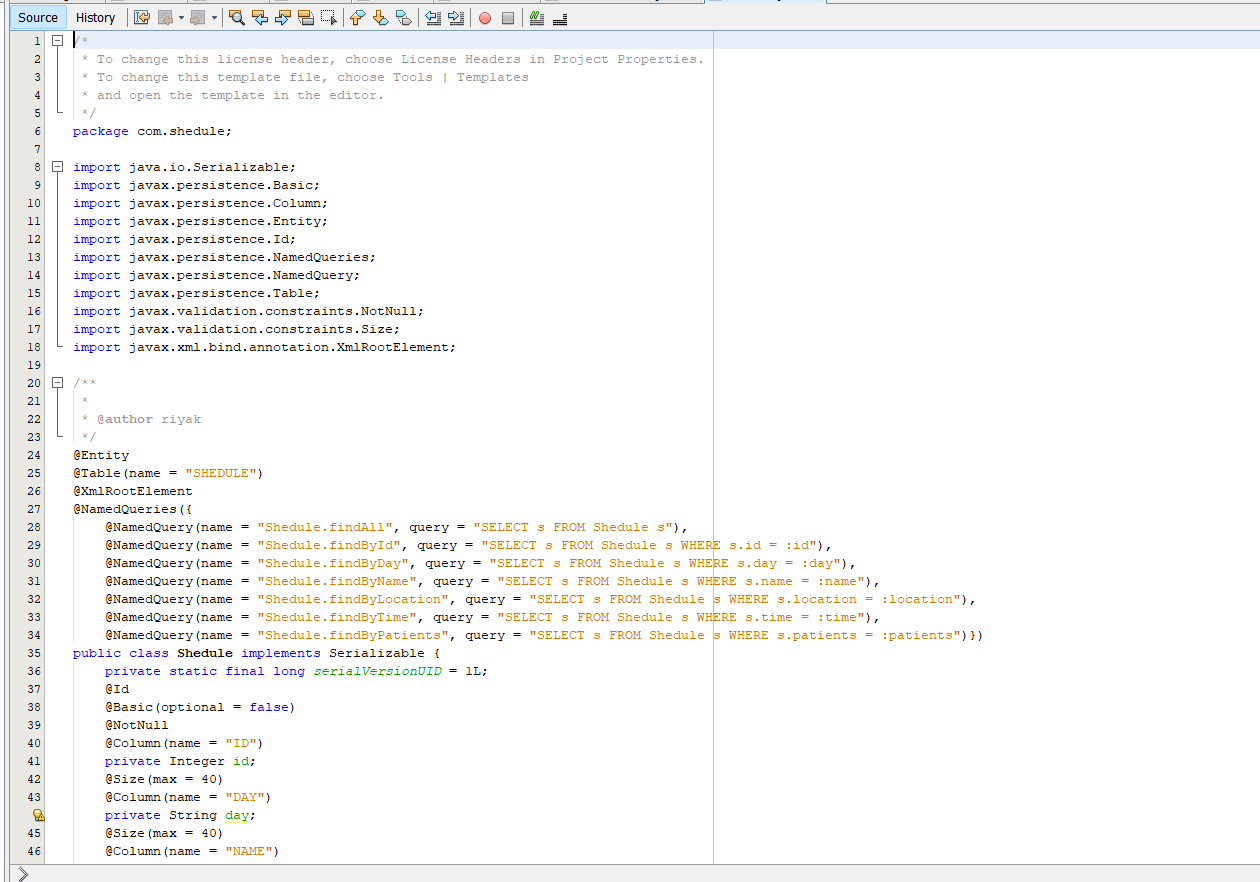 Source History
1 /*
2 * To change this license header, choose License Headers in Project Properties.
3 * To change this template file, choose Tools | Templates
4 * and open the template in the editor.
5 */
6 package com.shedule;
7
8 import java.io.Serializable;
9 import javax.persistence.Basic;
10 import javax.persistence.Column;
11 import javax.persistence.Entity;
12 import javax.persistence.Id;
13 import javax.persistence.NamedQueries;
14 import javax.persistence.NamedQuery;
15 import javax.persistence.Table;
16 import javax.validation.constraints.NotNull;
17 import javax.validation.constraints.Size;
18 import javax.xml.bind.annotation.XmlRootElement;
19
20 /**
21 *
22 * @author riyak
23 */
24 @Entity
25 @Table(name = "SHEDULE")
26 @XmlRootElement
27 @NamedQueries({
28 @NamedQuery(name = "Shedule.findAll", query = "SELECT s FROM Shedule s"),
29 @NamedQuery(name = "Shedule.findById", query = "SELECT s FROM Shedule s WHERE s.id = :id"),
30 @NamedQuery(name = "Shedule.findByDay", query = "SELECT s FROM Shedule s WHERE s.day = :day"),
31 @NamedQuery(name = "Shedule.findByName", query = "SELECT s FROM Shedule s WHERE s.name = :name"),
32 @NamedQuery(name = "Shedule.findByLocation", query = "SELECT s FROM Shedule s WHERE s.location = :location"),
33 @NamedQuery(name = "Shedule.findByTime", query = "SELECT s FROM Shedule s WHERE s.time = :time"),
34 @NamedQuery(name = "Shedule.findByPatients", query = "SELECT s FROM Shedule s WHERE s.patients = :patients")})
35 public class Shedule implements Serializable {
36 private static final long serialVersionUID = 1L;
37 @Id
38 @Basic(optional = false)
39 @NotNull
40 @Column(name = "ID")
41 private Integer id;
42 @Size(max = 40)
43 @Column(name = "DAY")
private String day;
45 @Size(max = 40)
46 @Column(name = "NAME")